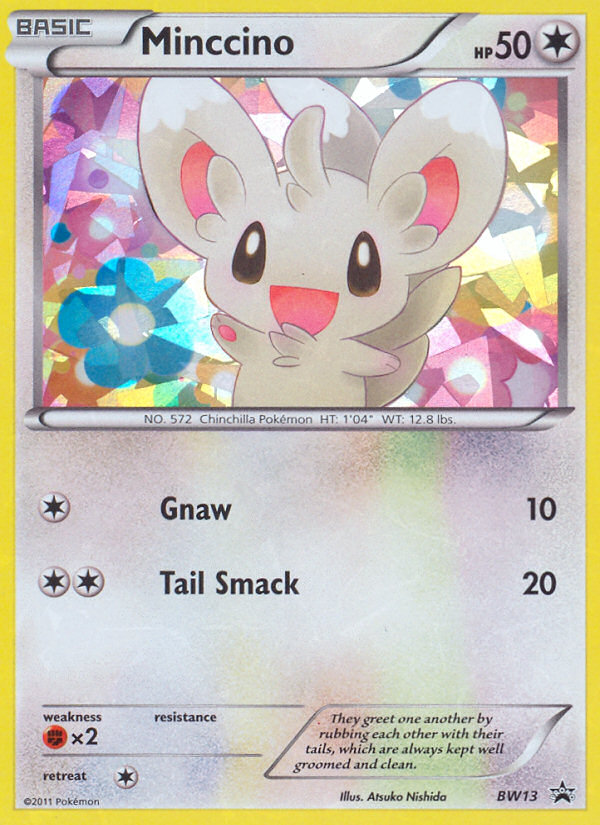 BASIC
Minccino
HP50
NO. 572 Chinchilla Pokémon HT: 1'04" WT: 12.8 lbs.
Gnaw 10
Tail Smack 20
weakness resistance
×2
They greet one another by
rubbing each other with their
tails, which are always kept well
groomed and clean.
retreat
Illus. Atsuko Nishida BW13
©2011 Pokémon